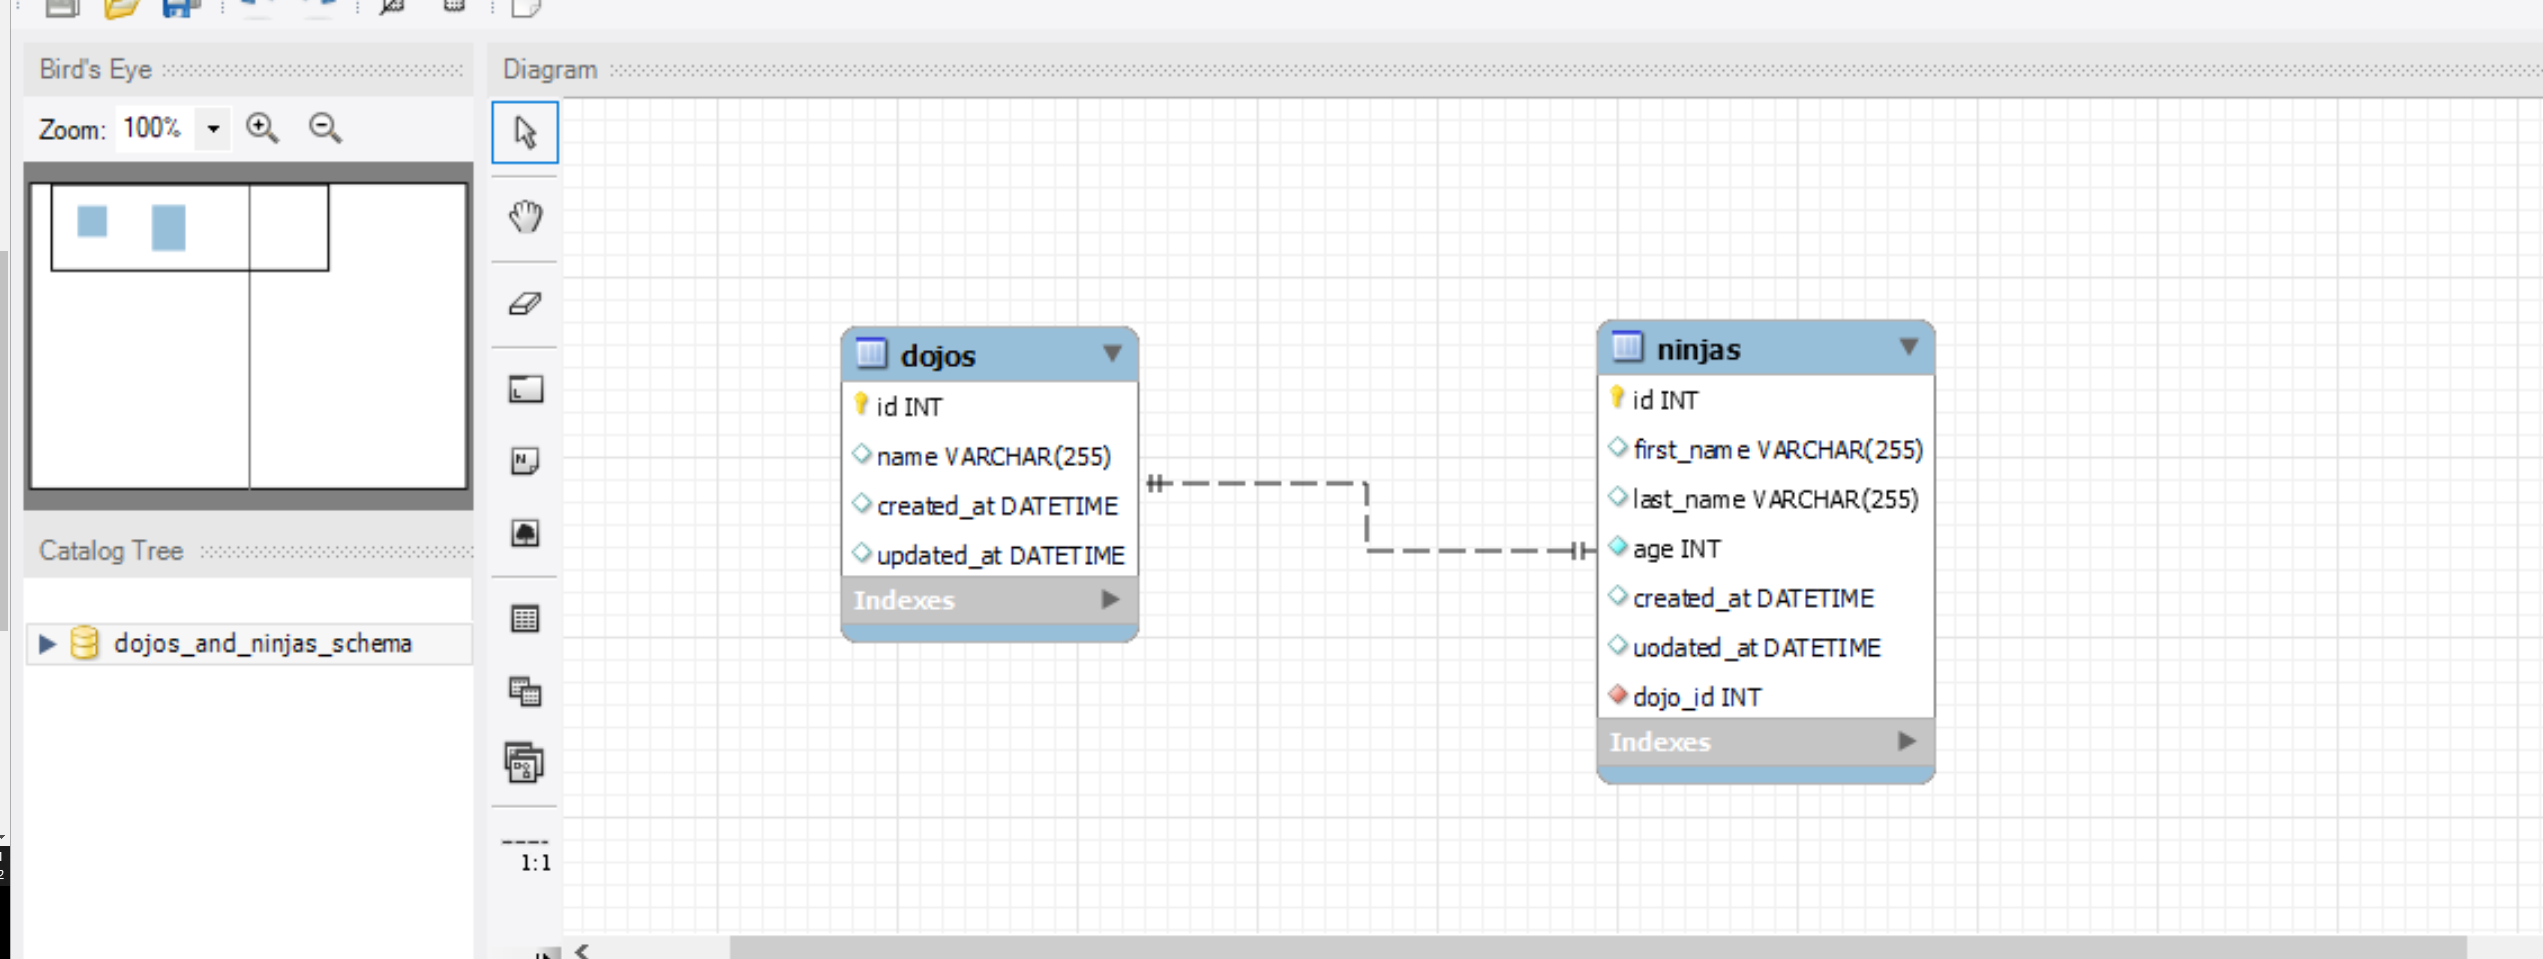 Bird's Eye
Zoom: 100%
Catalog Tree
dojos_and_ninjas_schema
Diagram
N
1:1
dojos
id INT
name VARCHAR(255)
created_at DATETIME
updated_at DATETIME
Indexes
ninjas
id INT
first_name VARCHAR(255)
last_name VARCHAR(255)
age INT
created_at DATETIME
uodated_at DATETIME
dojo_id INT
Indexes